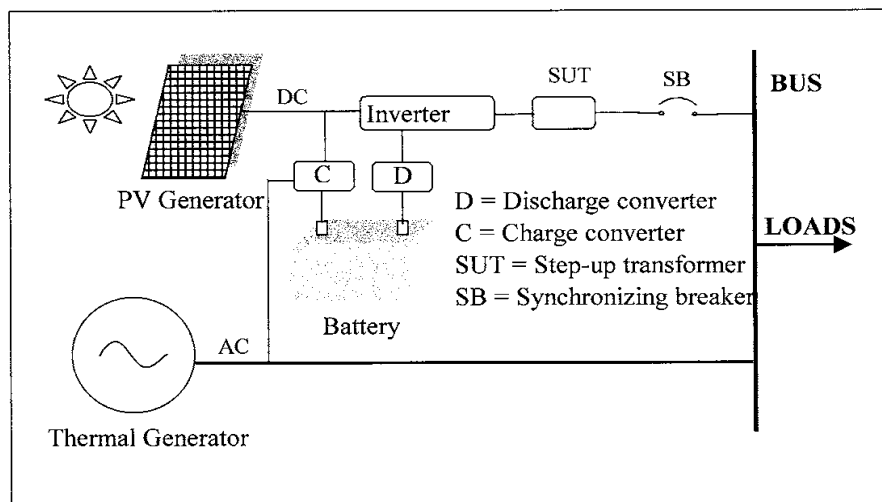 SUT
SB
BUS
DC
Inverter
C
D
PV Generator
D = Discharge converter
C = Charge converter
SUT = Step-up transformer
SB = Synchronizing breaker
LOADS
Battery
AC
Thermal Generator